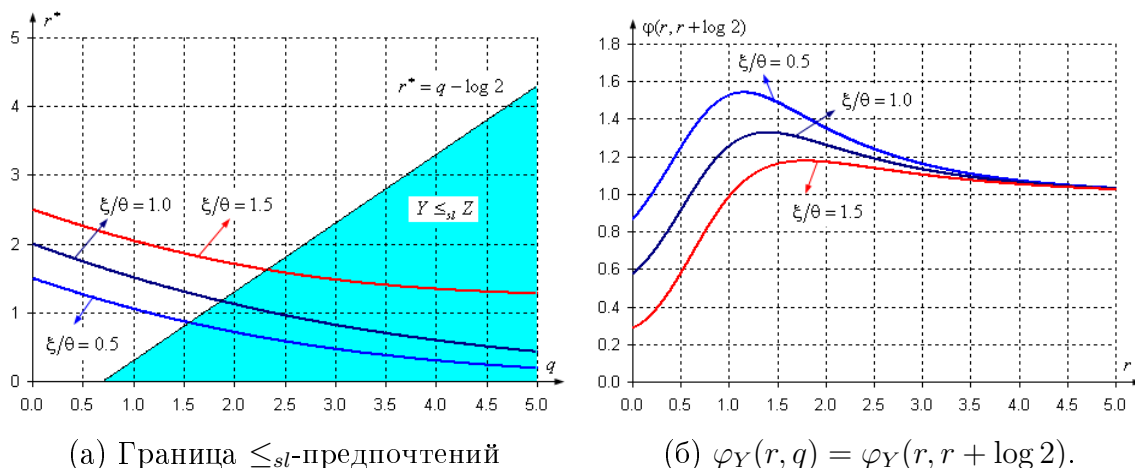 r*
5
4
3
2
1
0
r* = q − log 2
Y ≤sl Z
ξ/θ = 1.0
ξ/θ = 1.5
ξ/θ = 0.5
q
0.0 0.5 1.0 1.5 2.0 2.5 3.0 3.5 4.0 4.5 5.0
(а) Граница ≤sl-предпочтений
φ(r, r + log 2)
1.8
1.6
1.4
1.2
1.0
0.8
0.6
0.4
0.2
0.0
ξ/θ = 0.5
ξ/θ = 1.0
ξ/θ = 1.5
r
0.0 0.5 1.0 1.5 2.0 2.5 3.0 3.5 4.0 4.5 5.0
(б) φY(r, q) = φY(r, r + log 2).